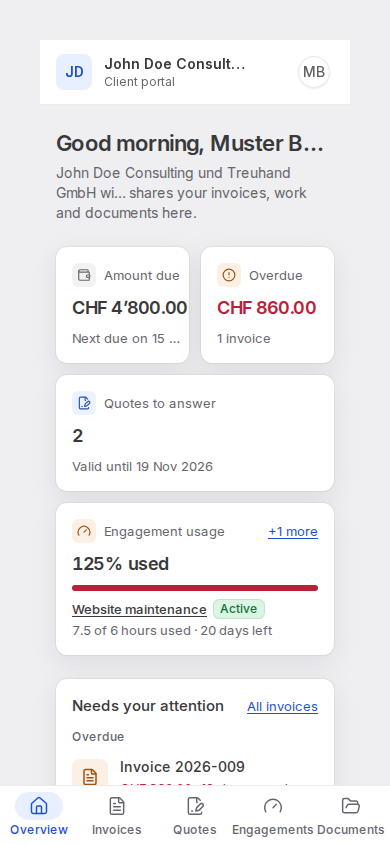 JD
John Doe Consult…
Client portal
MB
Good morning, Muster B…
John Doe Consulting und Treuhand
GmbH wi… shares your invoices, work
and documents here.
Amount due
CHF 4’800.00
Next due on 15 …
Overdue
CHF 860.00
1 invoice
Quotes to answer
2
Valid until 19 Nov 2026
Engagement usage
+1 more
125% used
Website maintenance
Active
7.5 of 6 hours used · 20 days left
Needs your attention
All invoices
Overdue
Invoice 2026-009
Overview
Invoices
Quotes
Engagements
Documents